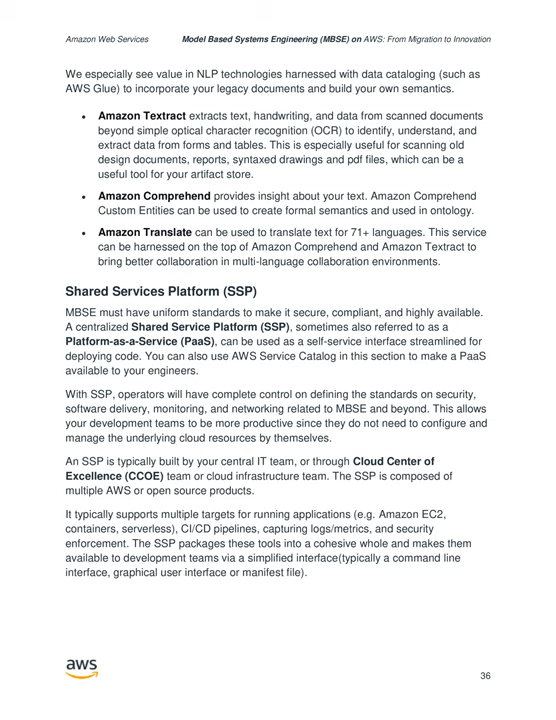 Amazon Web Services Model Based Systems Engineering (MBSE) on AWS: From Migration to Innovation
We especially see value in NLP technologies harnessed with data cataloging (such as
AWS Glue) to incorporate your legacy documents and build your own semantics.
• Amazon Textract extracts text, handwriting, and data from scanned documents
beyond simple optical character recognition (OCR) to identify, understand, and
extract data from forms and tables. This is especially useful for scanning old
design documents, reports, syntaxed drawings and pdf files, which can be a
useful tool for your artifact store.
• Amazon Comprehend provides insight about your text. Amazon Comprehend
Custom Entities can be used to create formal semantics and used in ontology.
• Amazon Translate can be used to translate text for 71+ languages. This service
can be harnessed on the top of Amazon Comprehend and Amazon Textract to
bring better collaboration in multi-language collaboration environments.
Shared Services Platform (SSP)
MBSE must have uniform standards to make it secure, compliant, and highly available.
A centralized Shared Service Platform (SSP), sometimes also referred to as a
Platform-as-a-Service (PaaS), can be used as a self-service interface streamlined for
deploying code. You can also use AWS Service Catalog in this section to make a PaaS
available to your engineers.
With SSP, operators will have complete control on defining the standards on security,
software delivery, monitoring, and networking related to MBSE and beyond. This allows
your development teams to be more productive since they do not need to configure and
manage the underlying cloud resources by themselves.
An SSP is typically built by your central IT team, or through Cloud Center of
Excellence (CCOE) team or cloud infrastructure team. The SSP is composed of
multiple AWS or open source products.
It typically supports multiple targets for running applications (e.g. Amazon EC2,
containers, serverless), CI/CD pipelines, capturing logs/metrics, and security
enforcement. The SSP packages these tools into a cohesive whole and makes them
available to development teams via a simplified interface(typically a command line
interface, graphical user interface or manifest file).
aws
36